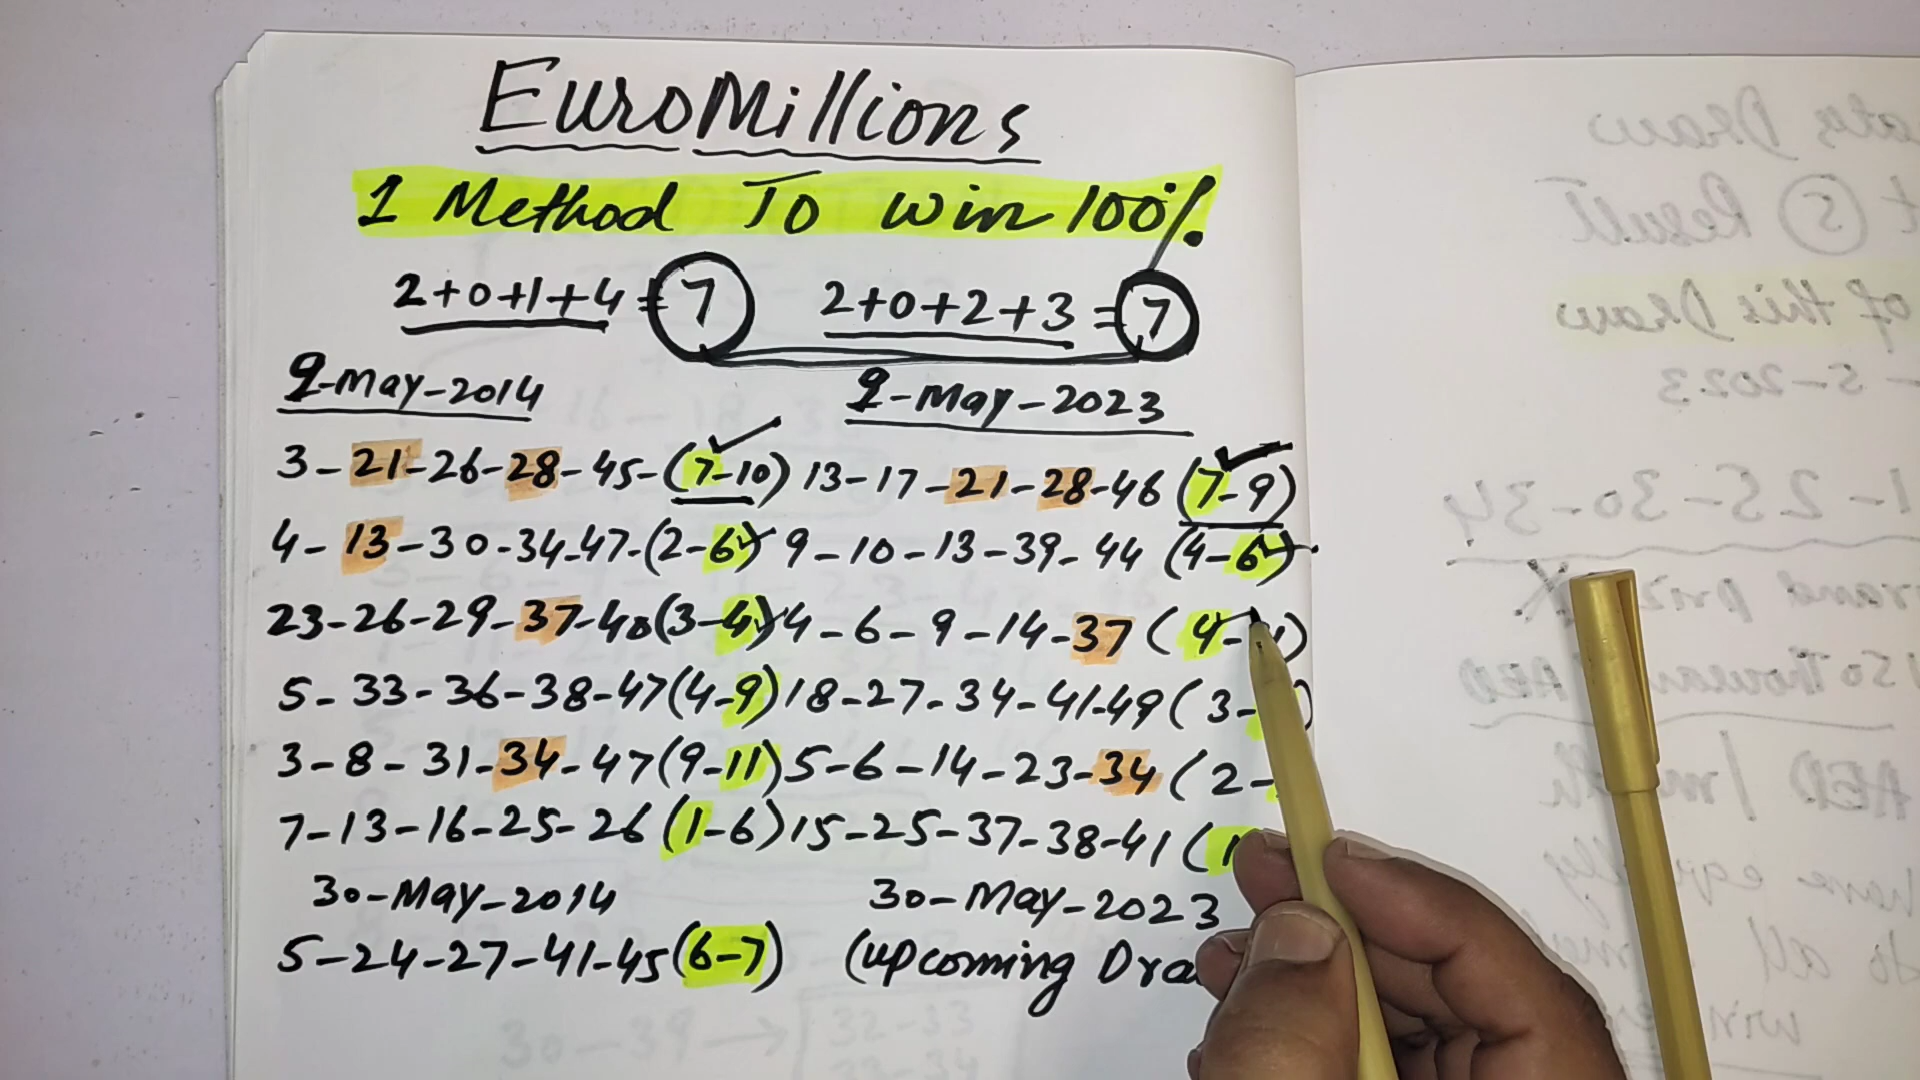 EuroMillions
1 Method To win 100%
2+0+1+4=7 2+0+2+3=7
2-May-2014 2-May-2023
3-21-26-28-45-(7-10) 13-17-21-28-46 (7-9)
4-13-30-34-47-(2-6) 9-10-13-39-44 (4-6)
23-26-29-37-40(3-4) 4-6-9-14-37 (4-
5-33-36-38-47(4-9) 18-27-34-41-49 (3-
3-8-31-34-47(9-11) 5-6-14-23-34 (2-
7-13-16-25-26(1-6) 15-25-37-38-41 (1
30-May-2014 30-May-2023
5-24-27-41-45(6-7) (upcoming Dra